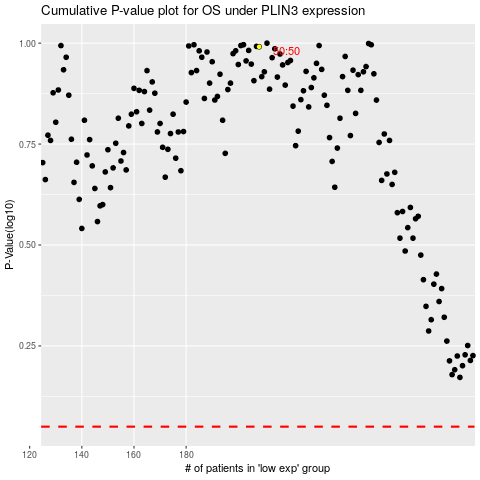 Cumulative P-value plot for OS under PLIN3 expression
1.00
50:50
0.75
P-Value(log10)
0.50
0.25
120 140 160 180
# of patients in 'low exp' group